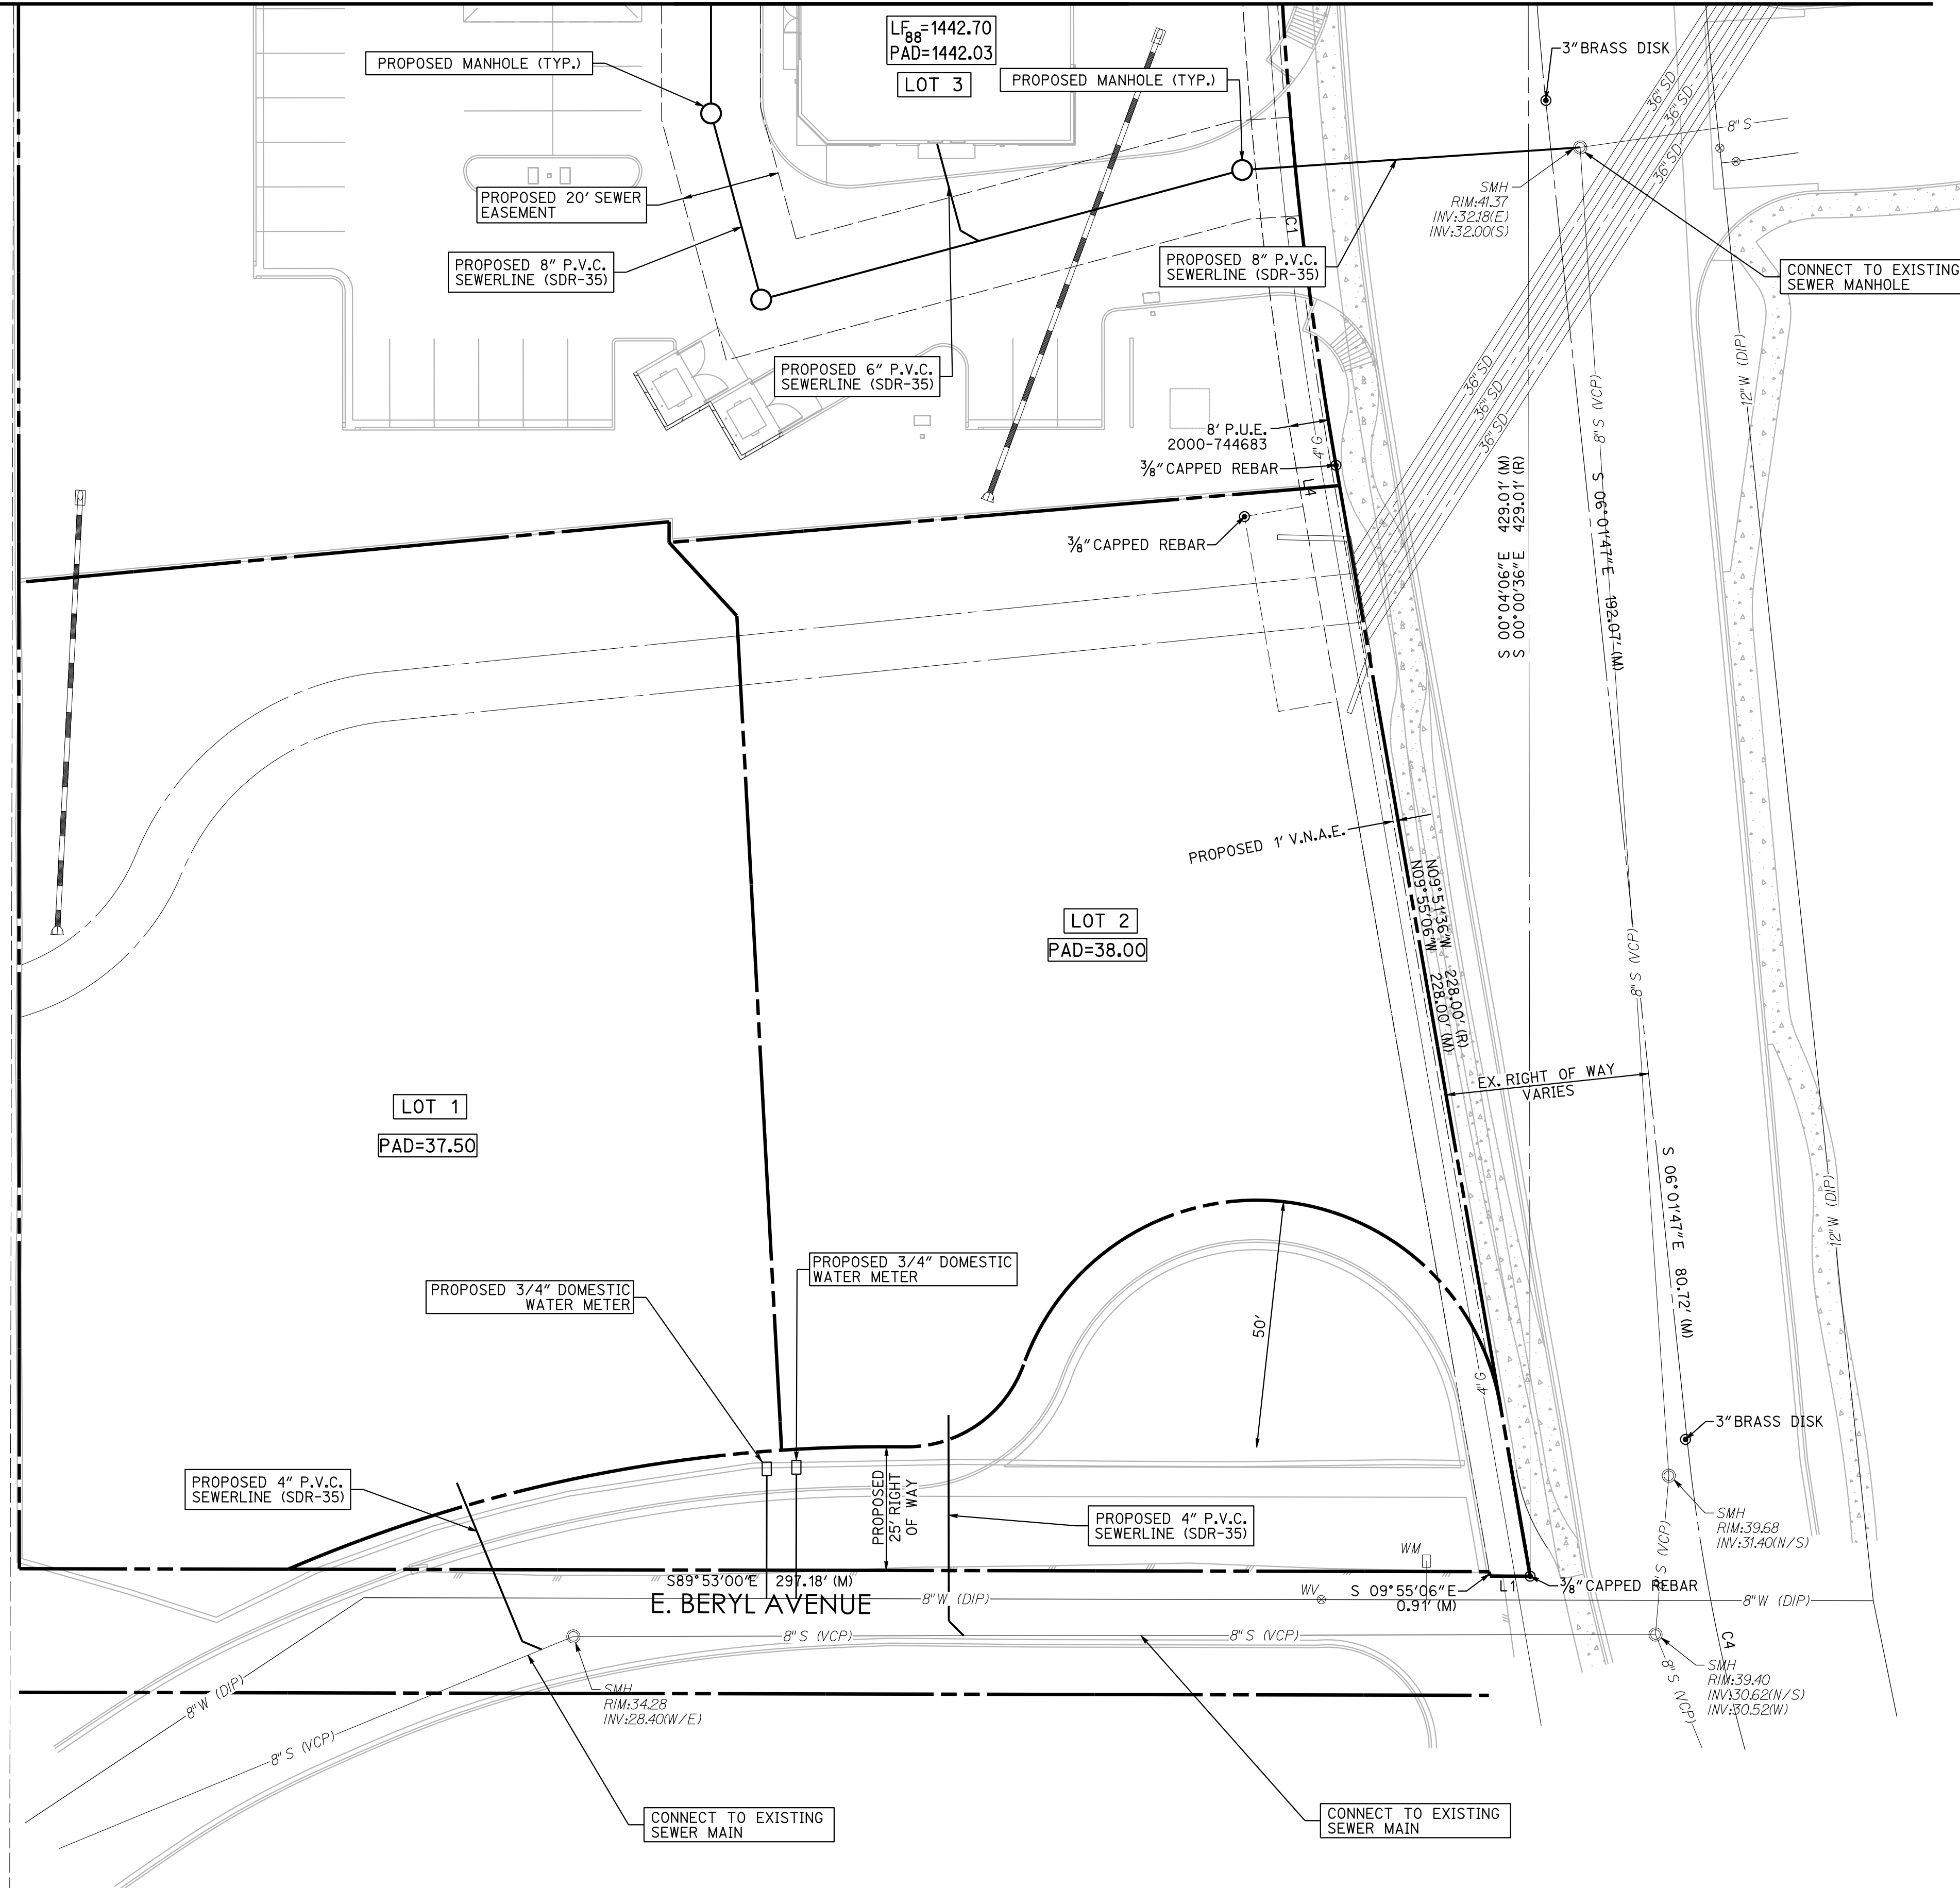 LF88=1442.70
PAD=1442.03
LOT 3
PROPOSED MANHOLE (TYP.)
PROPOSED MANHOLE (TYP.)
3" BRASS DISK
36" SD
36" SD
36" SD
8" S
PROPOSED 20' SEWER
EASEMENT
SMH
RIM:41.37
INV:32.18(E)
INV:32.00(S)
C1
PROPOSED 8" P.V.C.
SEWERLINE (SDR-35)
PROPOSED 8" P.V.C.
SEWERLINE (SDR-35)
CONNECT TO EXISTING
SEWER MANHOLE
PROPOSED 6" P.V.C.
SEWERLINE (SDR-35)
36" SD
36" SD
36" SD
8" S (VCP)
12" W (DIP)
8' P.U.E.
2000-744683
4" G
3/8" CAPPED REBAR
L4
3/8" CAPPED REBAR
S 00°04'06"E 429.01' (M)
S 00°00'36"E 429.01' (R)
S 06°01'47"E 192.07' (M)
PROPOSED 1' V.N.A.E.
N09°51'36"W 228.00' (R)
N09°55'06"W 228.00' (M)
8" S (VCP)
LOT 2
PAD=38.00
EX. RIGHT OF WAY
VARIES
LOT 1
PAD=37.50
S 06°01'47"E 80.72' (M)
12" W (DIP)
PROPOSED 3/4" DOMESTIC
WATER METER
PROPOSED 3/4" DOMESTIC
WATER METER
50'
4" G
3" BRASS DISK
PROPOSED 4" P.V.C.
SEWERLINE (SDR-35)
PROPOSED
25' RIGHT
OF WAY
PROPOSED 4" P.V.C.
SEWERLINE (SDR-35)
SMH
RIM:39.68
INV:31.40(N/S)
8" S (VCP)
WM
WV
S89°53'00"E 297.18' (M)
E. BERYL AVENUE
8" W (DIP)
S 09°55'06"E
0.91' (M)
L1
3/8" CAPPED REBAR
8" W (DIP)
8" S (VCP)
8" S (VCP)
C4
SMH
RIM:39.40
INV:30.62(N/S)
INV:30.52(W)
8" S (VCP)
SMH
RIM:34.28
INV:28.40(W/E)
8" W (DIP)
8" S (VCP)
CONNECT TO EXISTING
SEWER MAIN
CONNECT TO EXISTING
SEWER MAIN